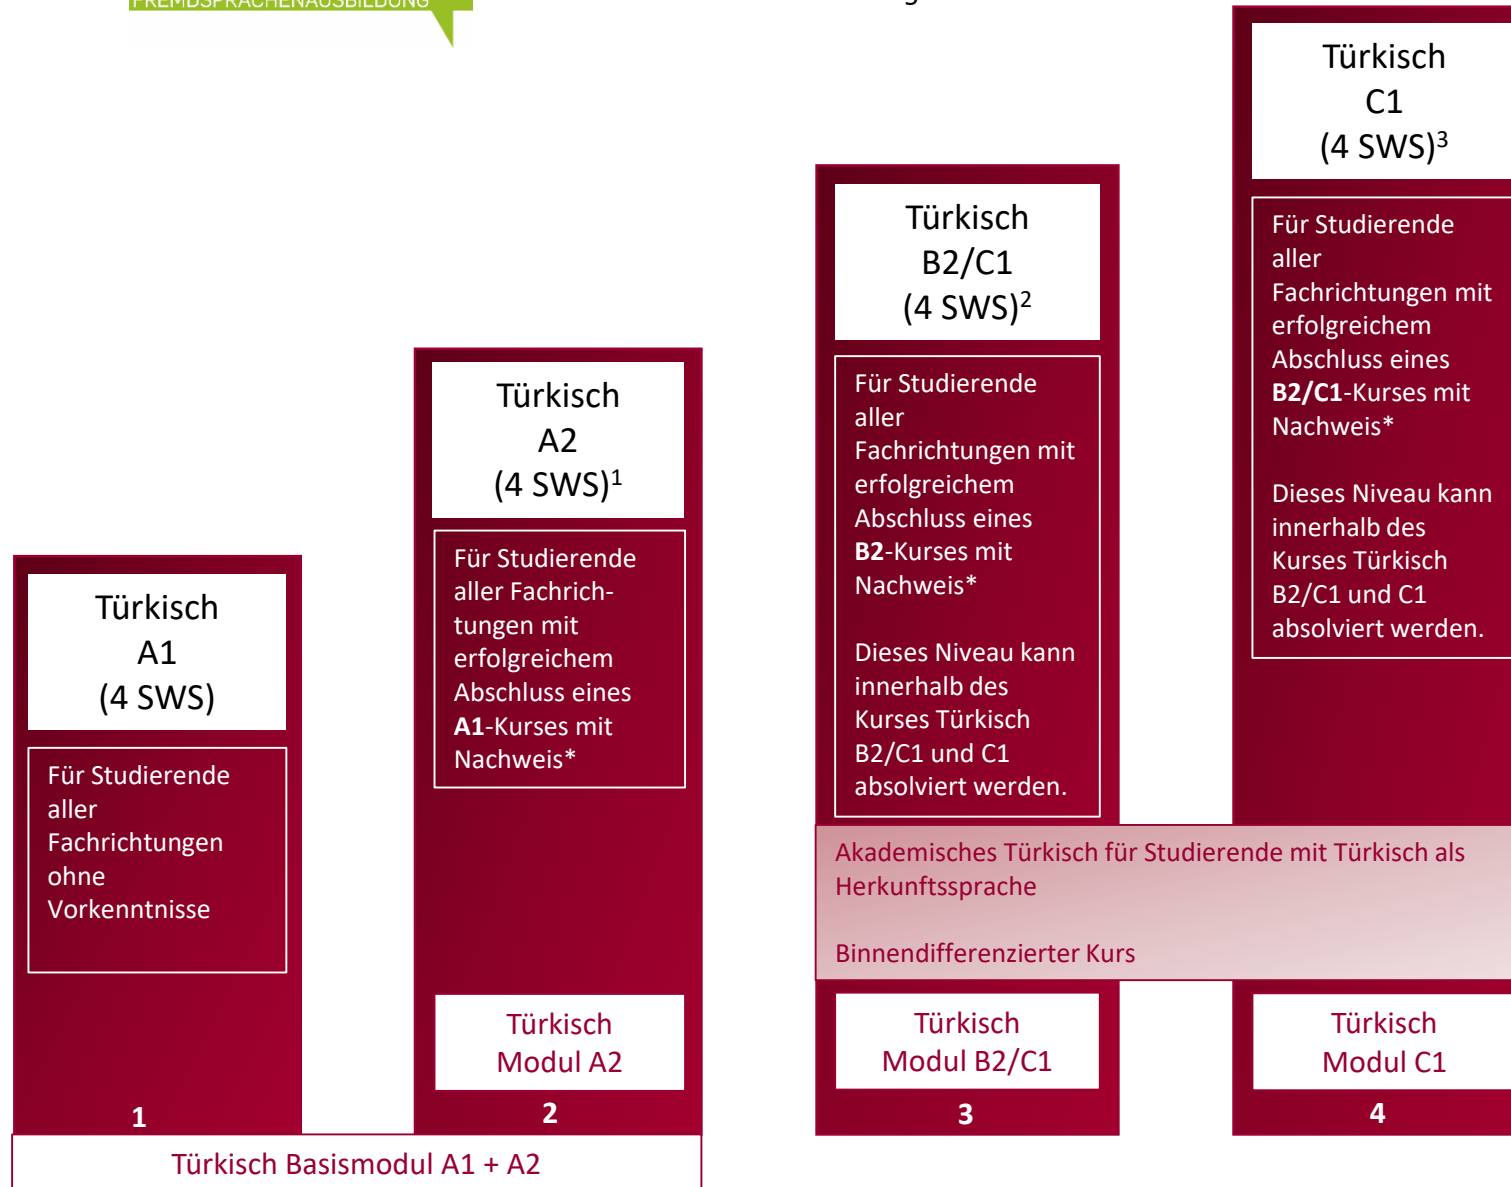 FREMDSPRACHENAUSBILDUNG
Türkisch
A1
(4 SWS)
Für Studierende
aller
Fachrichtungen
ohne
Vorkenntnisse
1
Türkisch
A2
(4 SWS)¹
Für Studierende
aller Fachrich-
tungen mit
erfolgreichem
Abschluss eines
A1-Kurses mit
Nachweis*
Türkisch
Modul A2
2
Türkisch Basismodul A1 + A2
Türkisch
B2/C1
(4 SWS)²
Für Studierende
aller
Fachrichtungen mit
erfolgreichem
Abschluss eines
B2-Kurses mit
Nachweis*
Dieses Niveau kann
innerhalb des
Kurses Türkisch
B2/C1 und C1
absolviert werden.
Türkisch
C1
(4 SWS)³
Für Studierende
aller
Fachrichtungen mit
erfolgreichem
Abschluss eines
B2/C1-Kurses mit
Nachweis*
Dieses Niveau kann
innerhalb des
Kurses Türkisch
B2/C1 und C1
absolviert werden.
Akademisches Türkisch für Studierende mit Türkisch als
Herkunftssprache
Binnendifferenzierter Kurs
Türkisch
Modul B2/C1
3
Türkisch
Modul C1
4